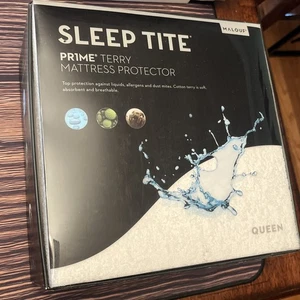 SLEEP TITE®
MALOUF®
PR1ME® TERRY
MATTRESS PROTECTOR
Top protection against liquids, allergens and dust mites. Cotton terry is soft,
absorbent and breathable.
QUEEN